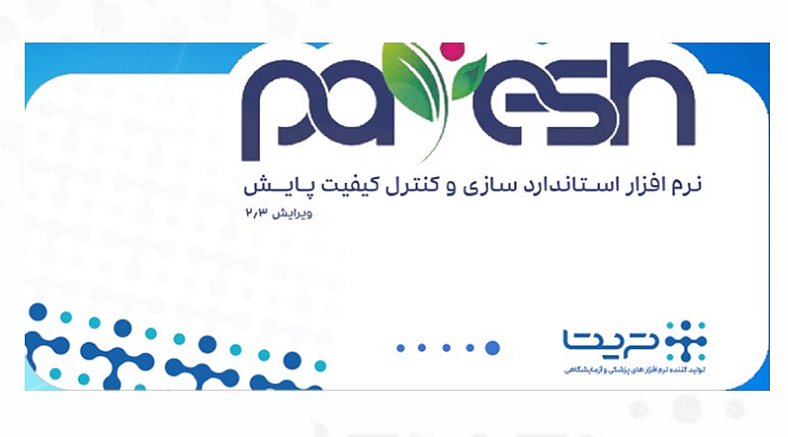 payesh
نرم افزار استاندارد سازی و کنترل کیفیت پایش
ویرایش ۲٫۳
تریتا
تولید کننده نرم افزار های پزشکی و آزمایشگاهی